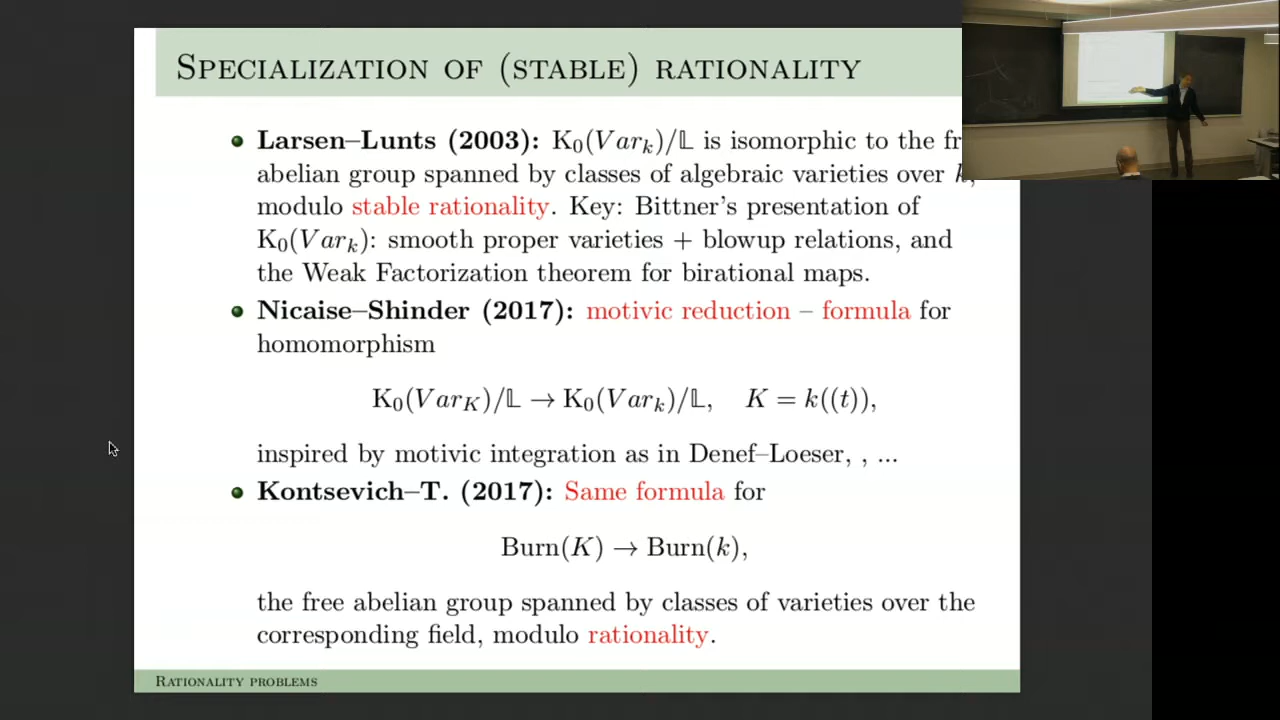 SPECIALIZATION OF (STABLE) RATIONALITY
Larsen–Lunts (2003): K₀(Var_k)/𝕃 is isomorphic to the fr
abelian group spanned by classes of algebraic varieties over k,
modulo stable rationality. Key: Bittner's presentation of
K₀(Var_k): smooth proper varieties + blowup relations, and
the Weak Factorization theorem for birational maps.
Nicaise–Shinder (2017): motivic reduction – formula for
homomorphism
K₀(Var_K)/𝕃 → K₀(Var_k)/𝕃, K = k((t)),
inspired by motivic integration as in Denef–Loeser, , ...
Kontsevich–T. (2017): Same formula for
Burn(K) → Burn(k),
the free abelian group spanned by classes of varieties over the
corresponding field, modulo rationality.
RATIONALITY PROBLEMS